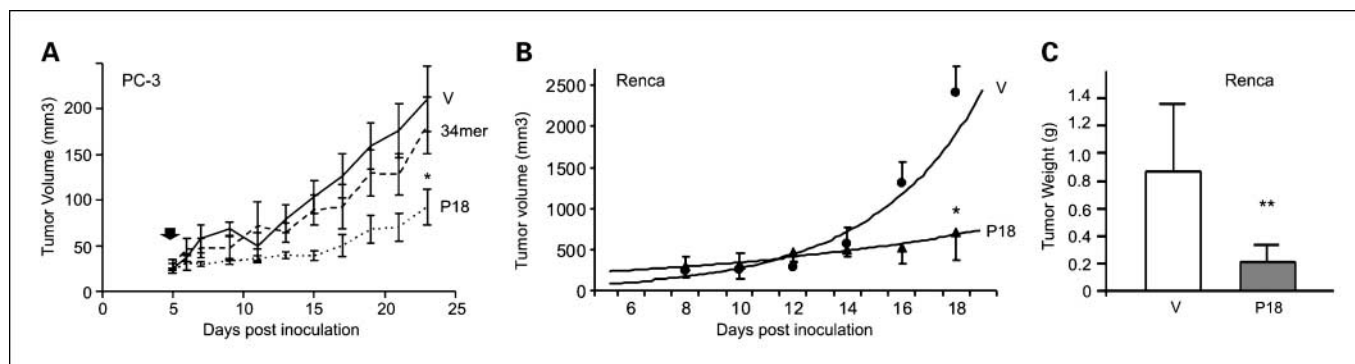 A
PC-3
Tumor Volume (mm3)
200
150
100
50
0
0 5 10 15 20 25
Days post inoculation
V
34mer
*
P18
B
Renca
Tumor volume (mm3)
2500
2000
1500
1000
500
0
6 8 10 12 14 16 18
Days post inoculation
V
*
P18
C
Renca
Tumor Weight (g)
1.4
1.2
1.0
0.8
0.6
0.4
0.2
0
**
V P18